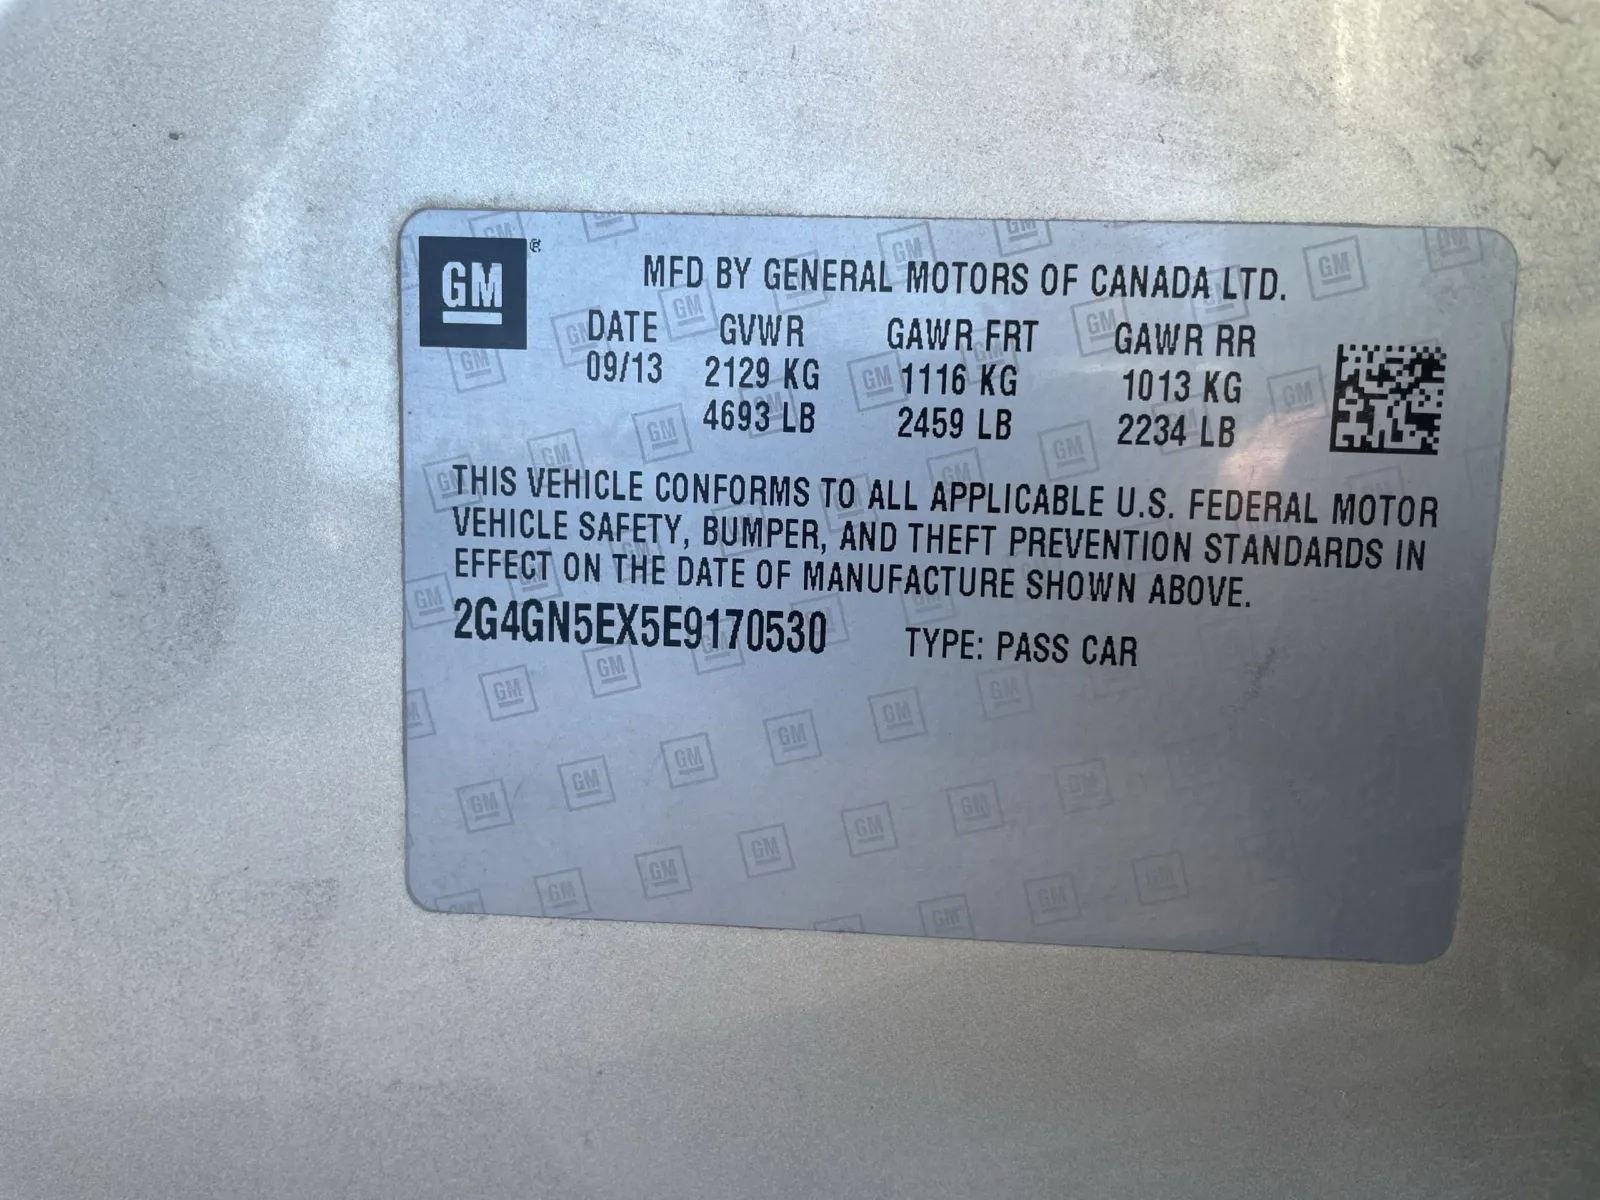 GM ®
MFD BY GENERAL MOTORS OF CANADA LTD.
DATE GVWR GAWR FRT GAWR RR
09/13 2129 KG 1116 KG 1013 KG
4693 LB 2459 LB 2234 LB
THIS VEHICLE CONFORMS TO ALL APPLICABLE U.S. FEDERAL MOTOR
VEHICLE SAFETY, BUMPER, AND THEFT PREVENTION STANDARDS IN
EFFECT ON THE DATE OF MANUFACTURE SHOWN ABOVE.
2G4GN5EX5E9170530 TYPE: PASS CAR